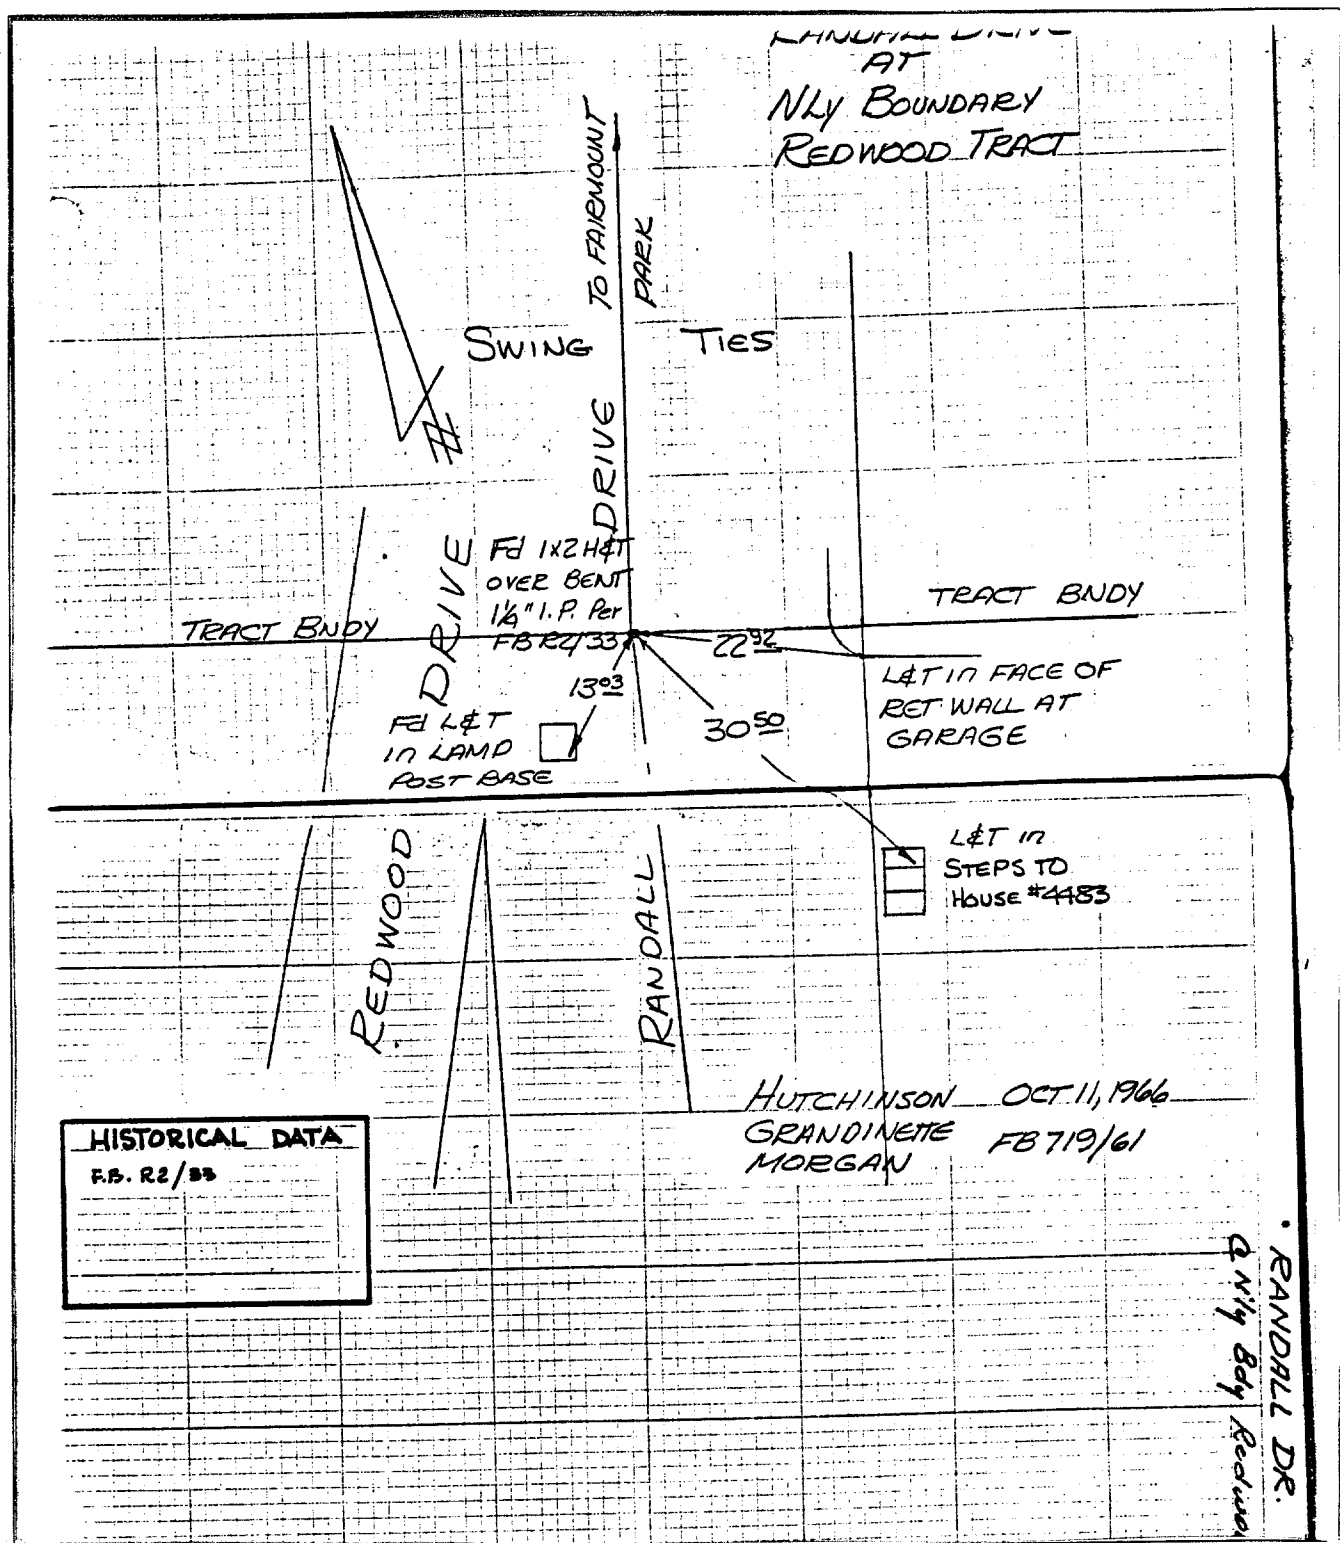 RANDALL DRIVE
AT
NLY BOUNDARY
REDWOOD TRACT
TO FAIRMOUNT
PARK
SWING TIES
DRIVE
DRIVE
Fd 1x2 H&T
OVER BENT
1¼" I.P. Per
FB R2/33
TRACT BNDY
TRACT BNDY
22 92
13 03
30 50
L&T in FACE OF
RET WALL AT
GARAGE
Fd L&T
in LAMP
POST BASE
L&T in
STEPS TO
HOUSE #4483
REDWOOD
RANDALL
HUTCHINSON OCT 11, 1966
GRANDINETTE FB 719/61
MORGAN
HISTORICAL DATA
F.B. R2/33
RANDALL DR.
@ N'ly Bdy Redwoo